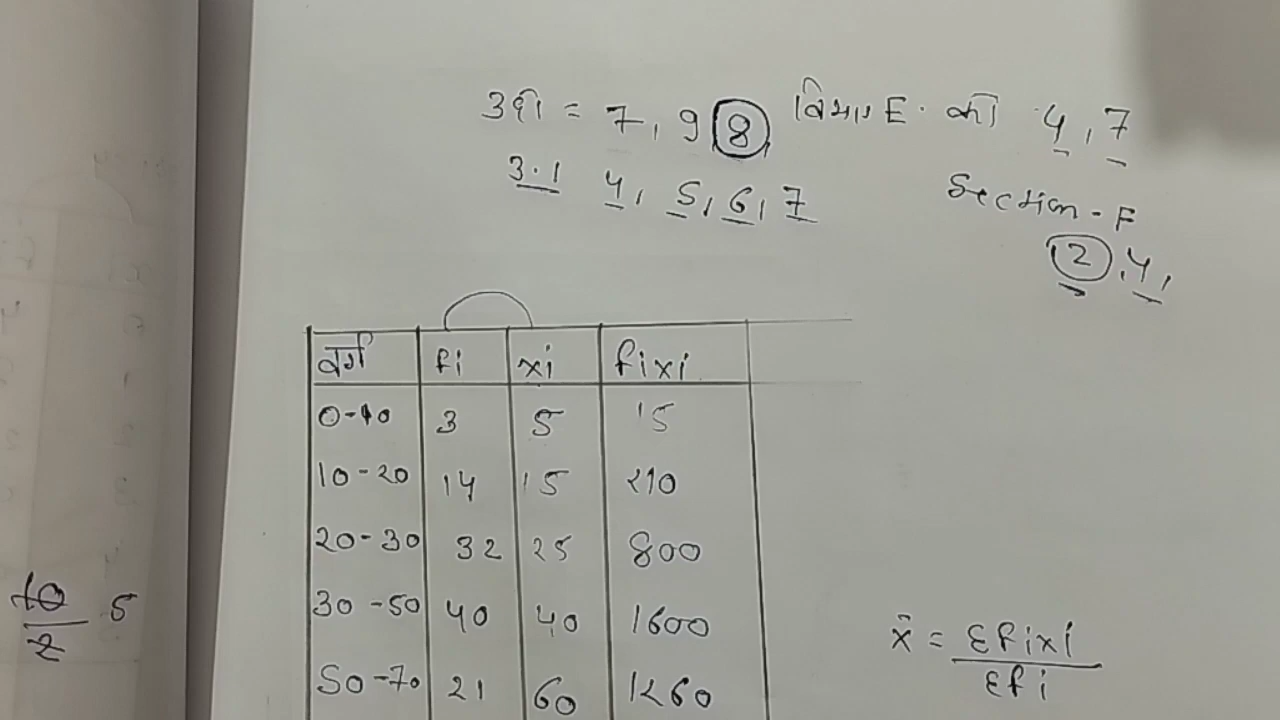 उदा = 7, 9 8, विभाग E. का 4, 7
3.1 4, 5, 6, 7
Section-F
2, 4,
वर्ग fi xi fixi
0-10 3 5 15
10-20 14 15 210
20-30 32 25 800
30-50 40 40 1600
50-70 21 60 1260
x̄ = Σfixi
Σfi
10 5
2